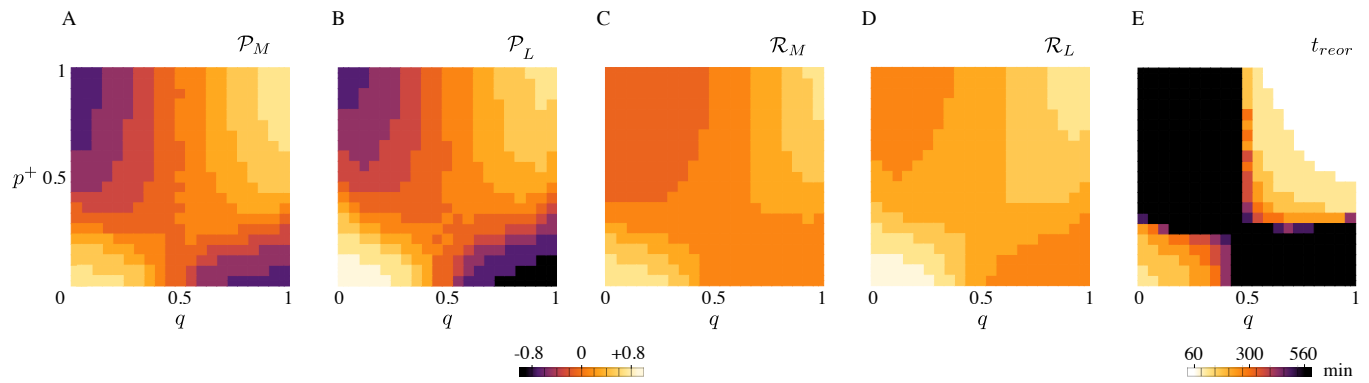 A B C D E
𝒫_M 𝒫_L ℛ_M ℛ_L t_reor
1
p⁺ 0.5
0 0.5 1 0 0.5 1 0 0.5 1 0 0.5 1 0 0.5 1
q q q q q
-0.8 0 +0.8 60 300 560 min